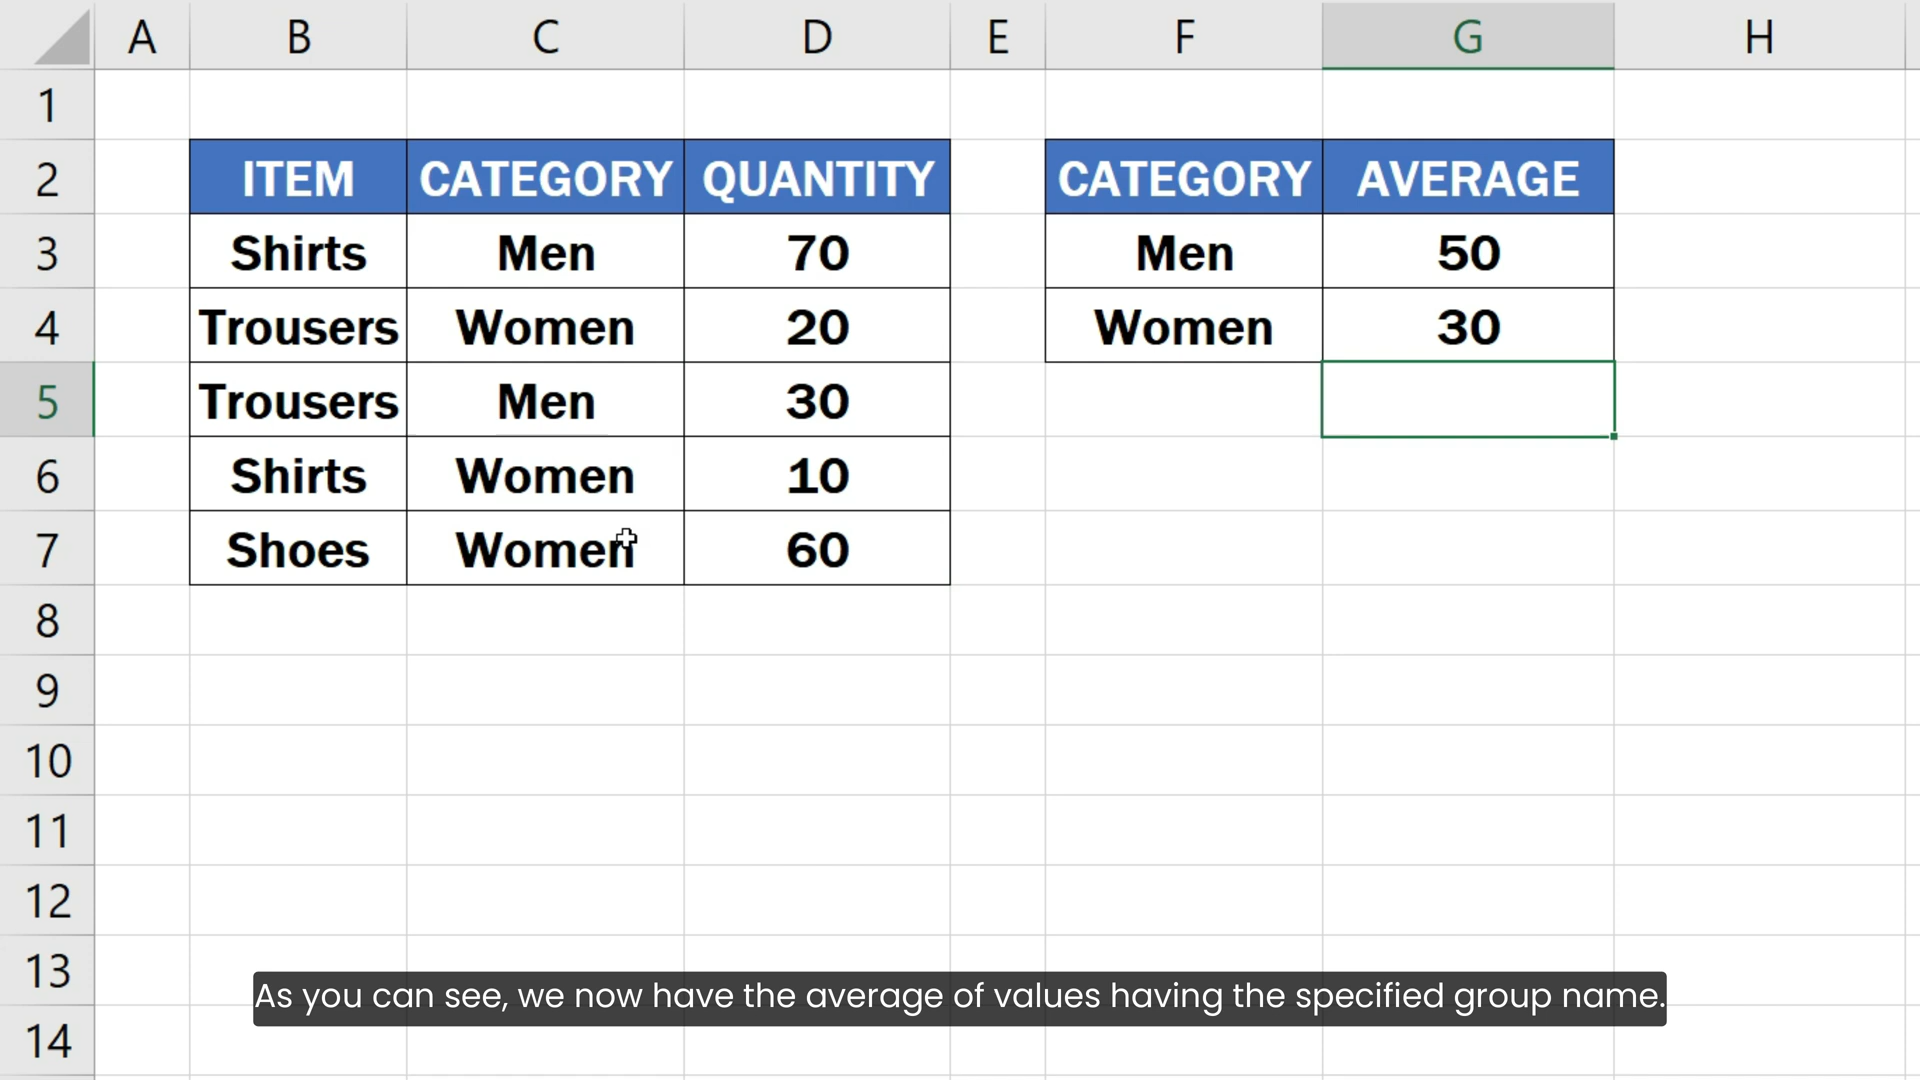 A B C D E F G H
1
2 ITEM CATEGORY QUANTITY CATEGORY AVERAGE
3 Shirts Men 70 Men 50
4 Trousers Women 20 Women 30
5 Trousers Men 30
6 Shirts Women 10
7 Shoes Women 60
8
9
10
11
12
13
As you can see, we now have the average of values having the specified group name.
14